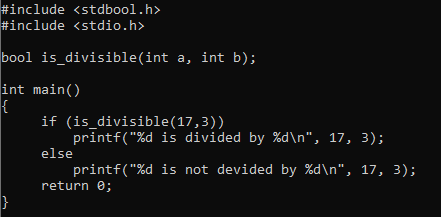 #include <stdbool.h>
#include <stdio.h>
bool is_divisible(int a, int b);
int main()
{
if (is_divisible(17,3))
printf("%d is divided by %d\n", 17, 3);
else
printf("%d is not devided by %d\n", 17, 3);
return 0;
}